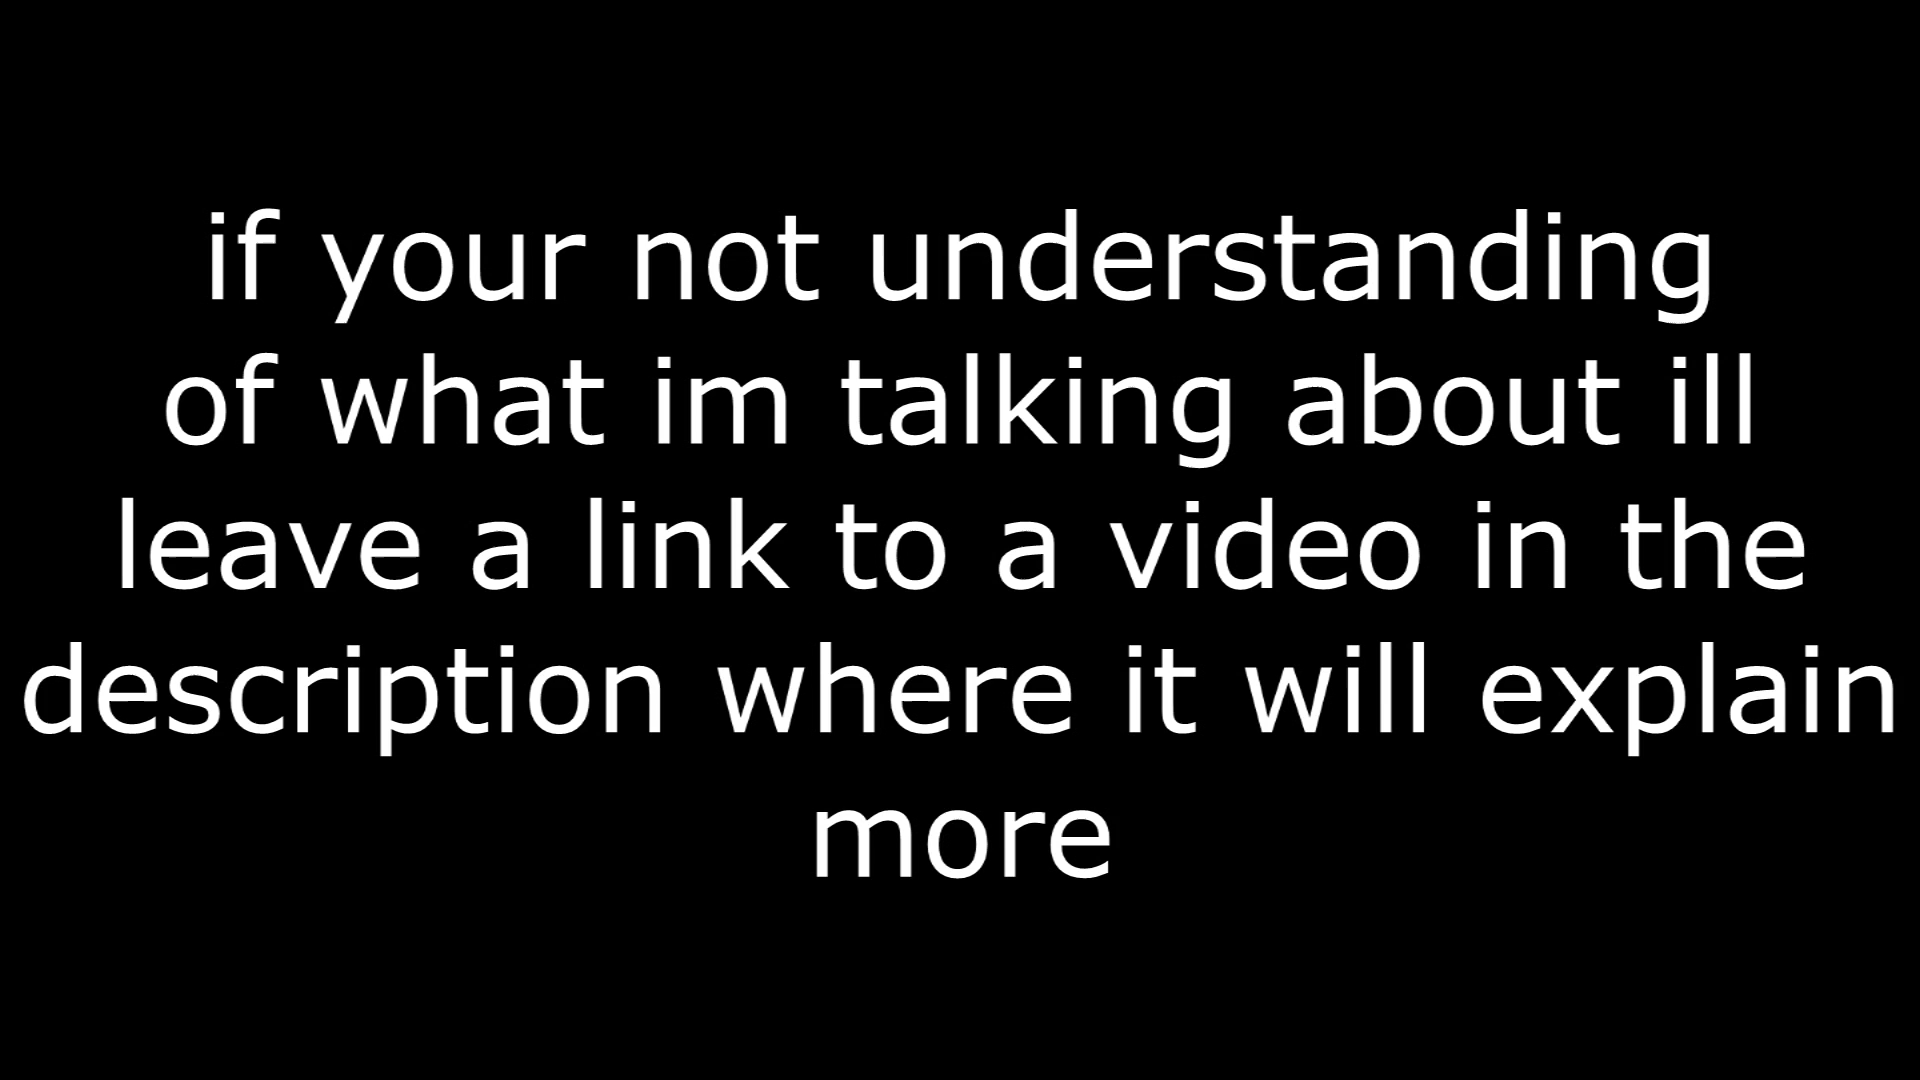 if your not understanding
of what im talking about ill
leave a link to a video in the
description where it will explain
more